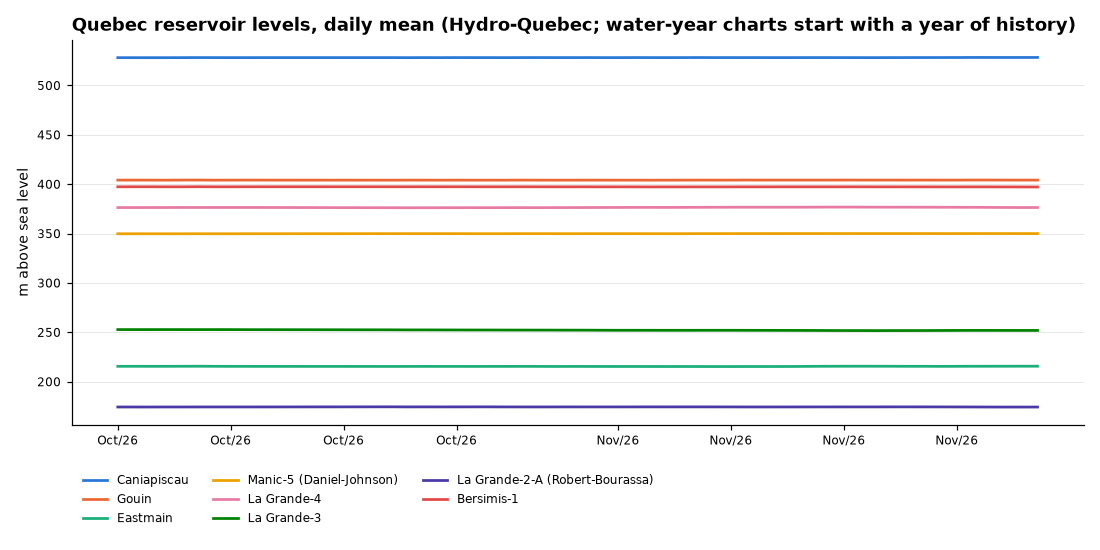 Quebec reservoir levels, daily mean (Hydro-Quebec; water-year charts start with a year of history)
m above sea level
500
450
400
350
300
250
200
Oct/26 Oct/26 Oct/26 Oct/26 Nov/26 Nov/26 Nov/26 Nov/26
Caniapiscau Manic-5 (Daniel-Johnson) La Grande-2-A (Robert-Bourassa)
Gouin La Grande-4 Bersimis-1
Eastmain La Grande-3